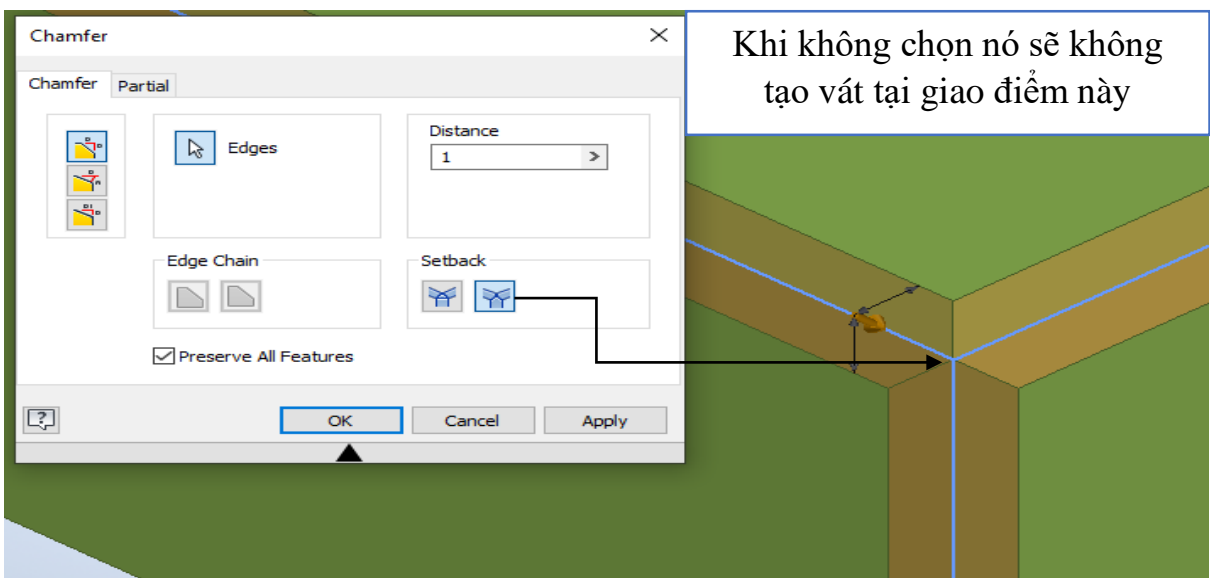 Chamfer
Khi không chọn nó sẽ không
tạo vát tại giao điểm này
Chamfer Partial
Edges
Distance
1
Edge Chain
Setback
Preserve All Features
OK Cancel Apply